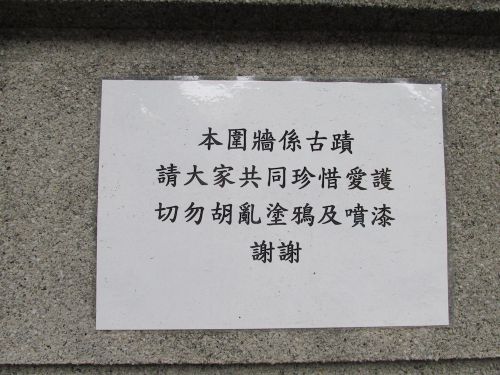 本圍牆係古蹟
請大家共同珍惜愛護
切勿胡亂塗鴉及噴漆
謝謝